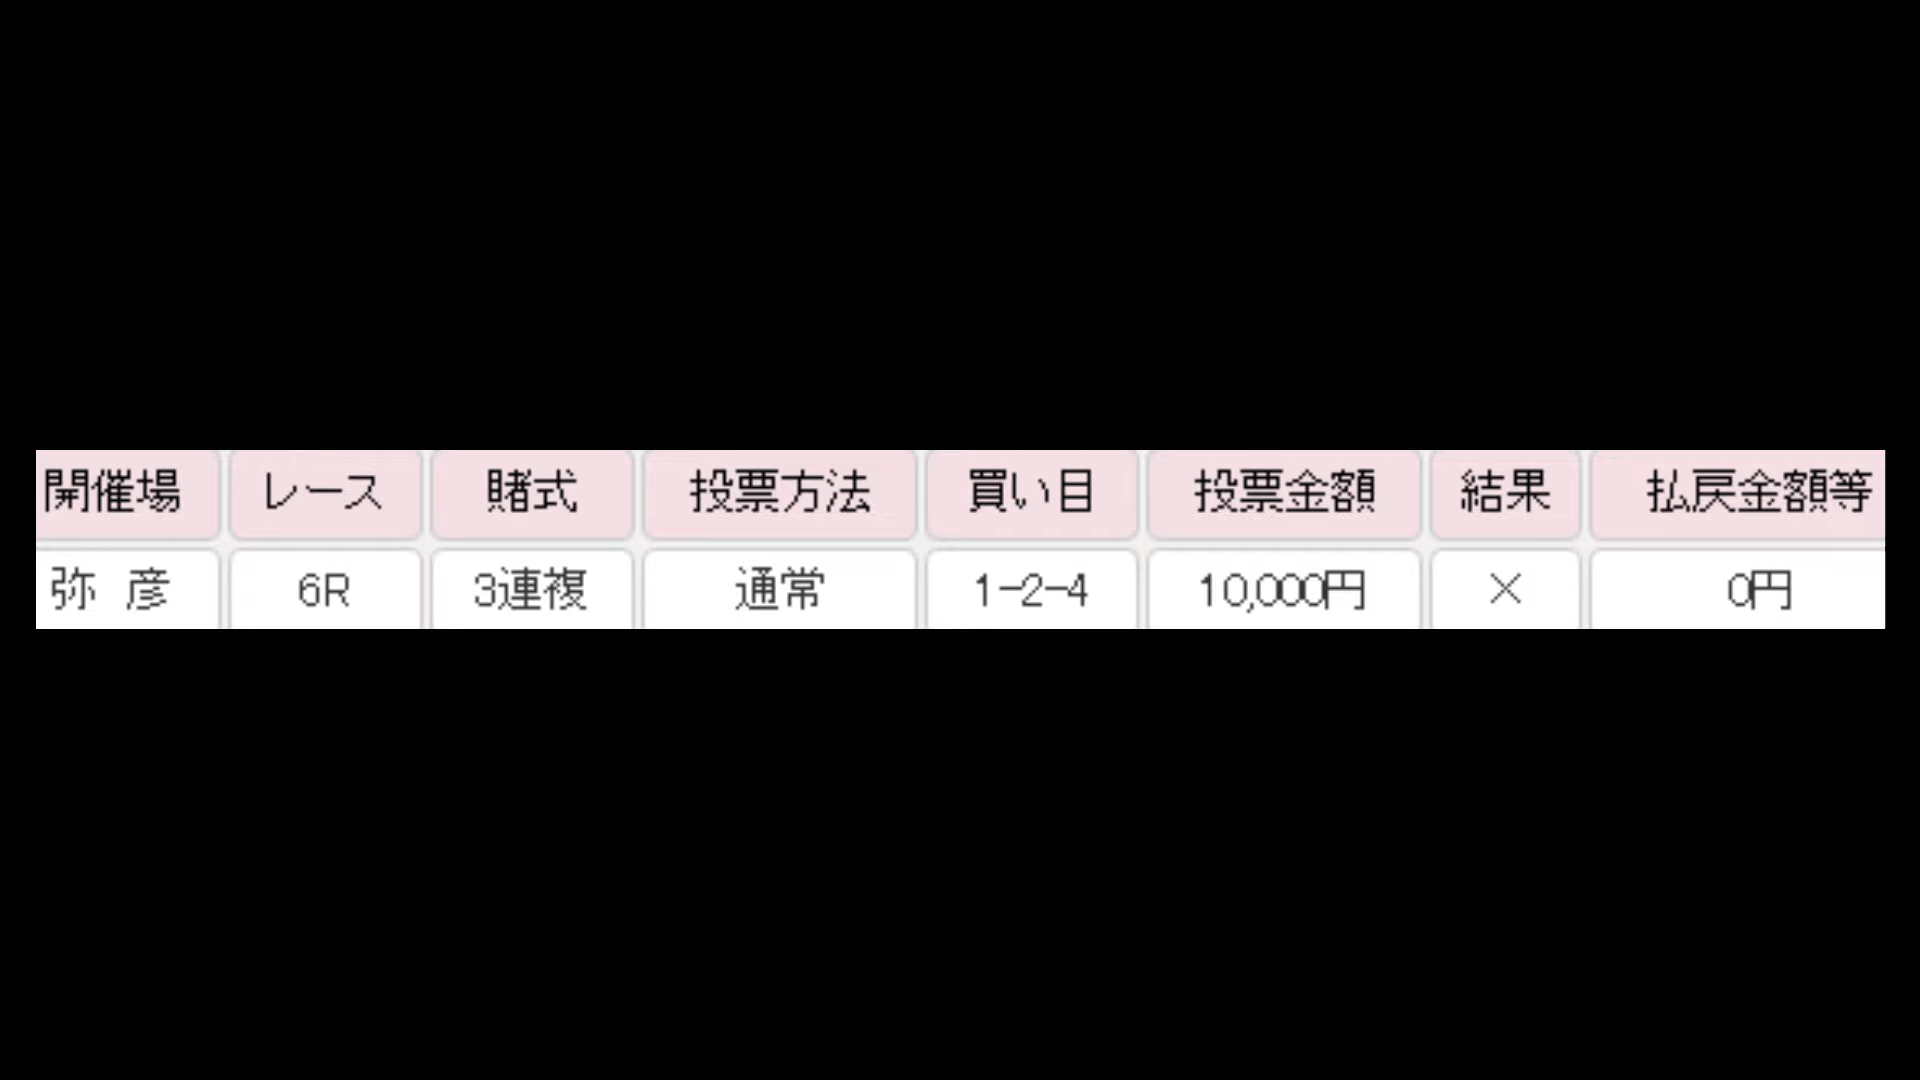 開催場 レース 賭式 投票方法 買い目 投票金額 結果 払戻金額等
弥 彦 6R 3連複 通常 1-2-4 10,000円 × 0円